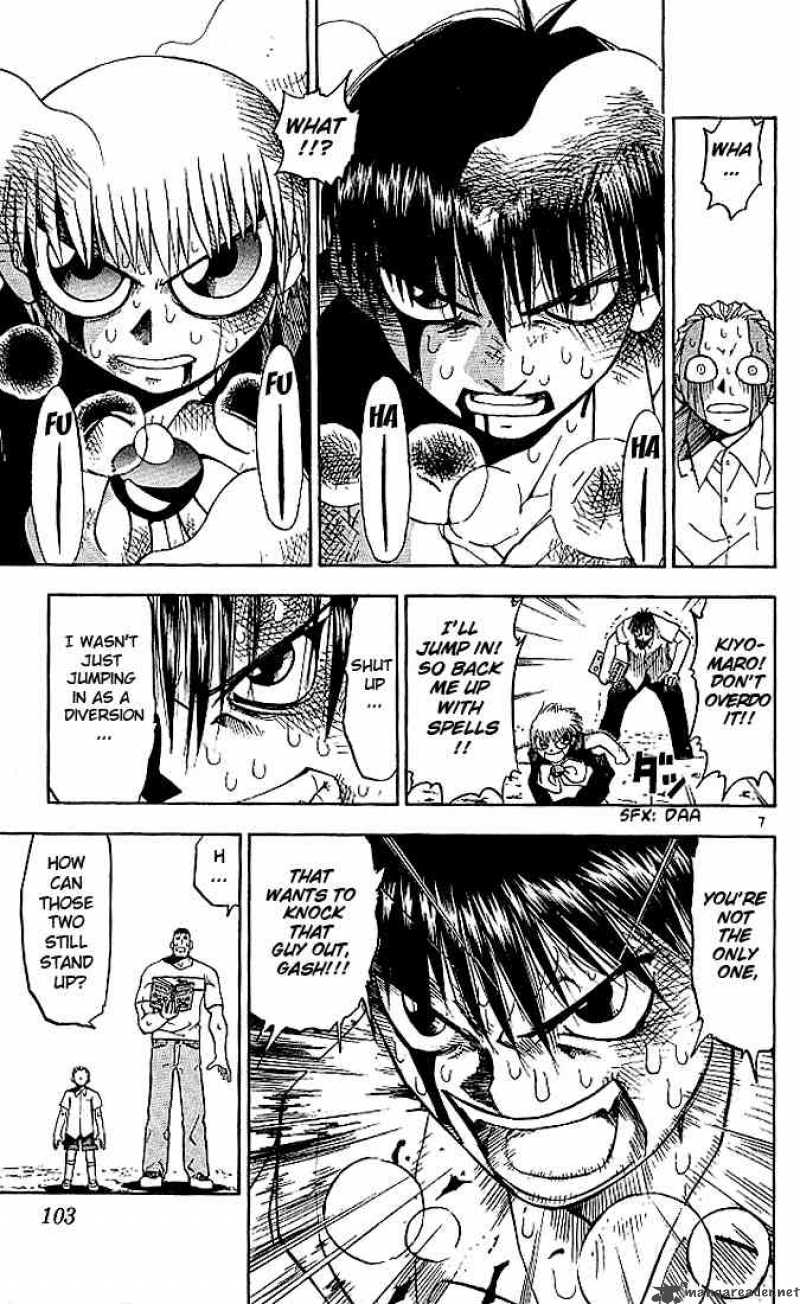 WHA
...
WHAT
!!?
HA
HA
FU
FU
KIYO-
MARO!
DON'T
OVERDO
IT!!
I'LL
JUMP IN!
SO BACK
ME UP
WITH
SPELLS
!!
ダッ
SFX: DAA
SHUT
UP
...
I WASN'T
JUST
JUMPING
IN AS A
DIVERSION
...
7
YOU'RE
NOT
THE
ONLY
ONE,
THAT
WANTS TO
KNOCK
THAT
GUY OUT,
GASH!!!
H
...
HOW
CAN
THOSE
TWO
STILL
STAND
UP?
103
mangareader.net